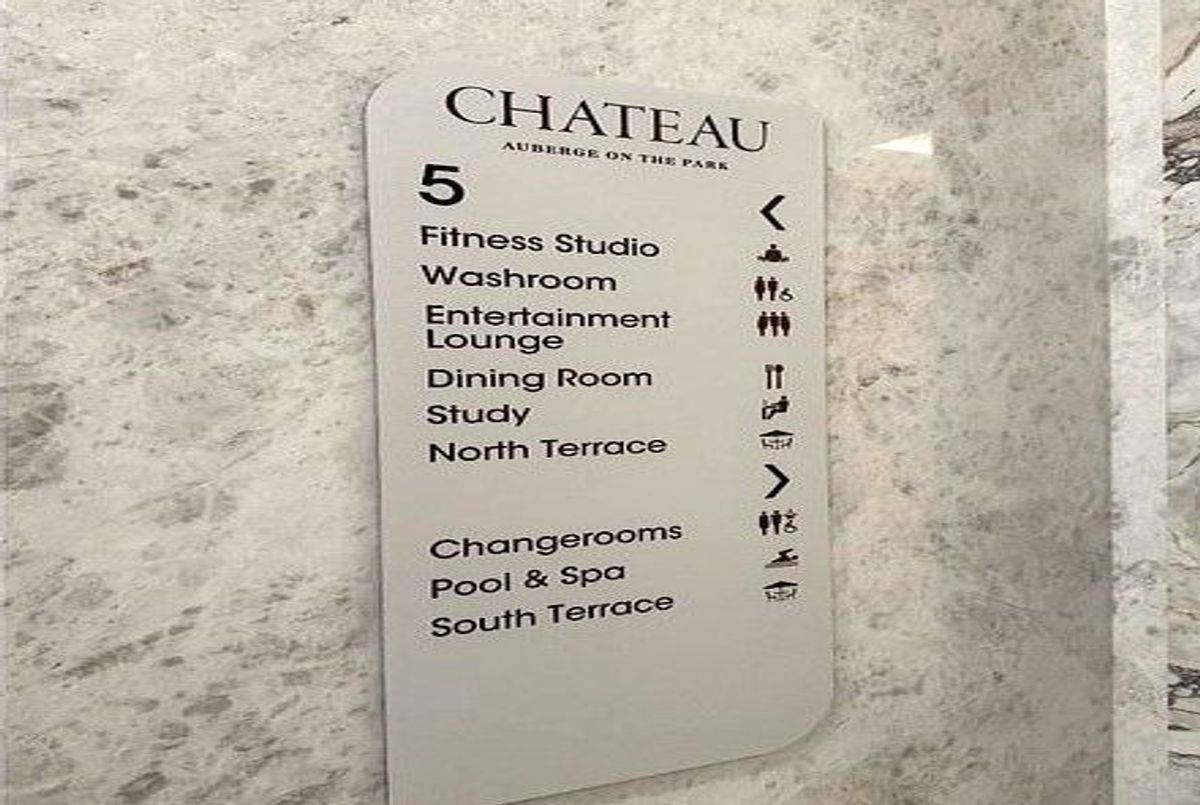 CHATEAU
AUBERGE ON THE PARK
5
Fitness Studio
Washroom
Entertainment
Lounge
Dining Room
Study
North Terrace
Changerooms
Pool & Spa
South Terrace